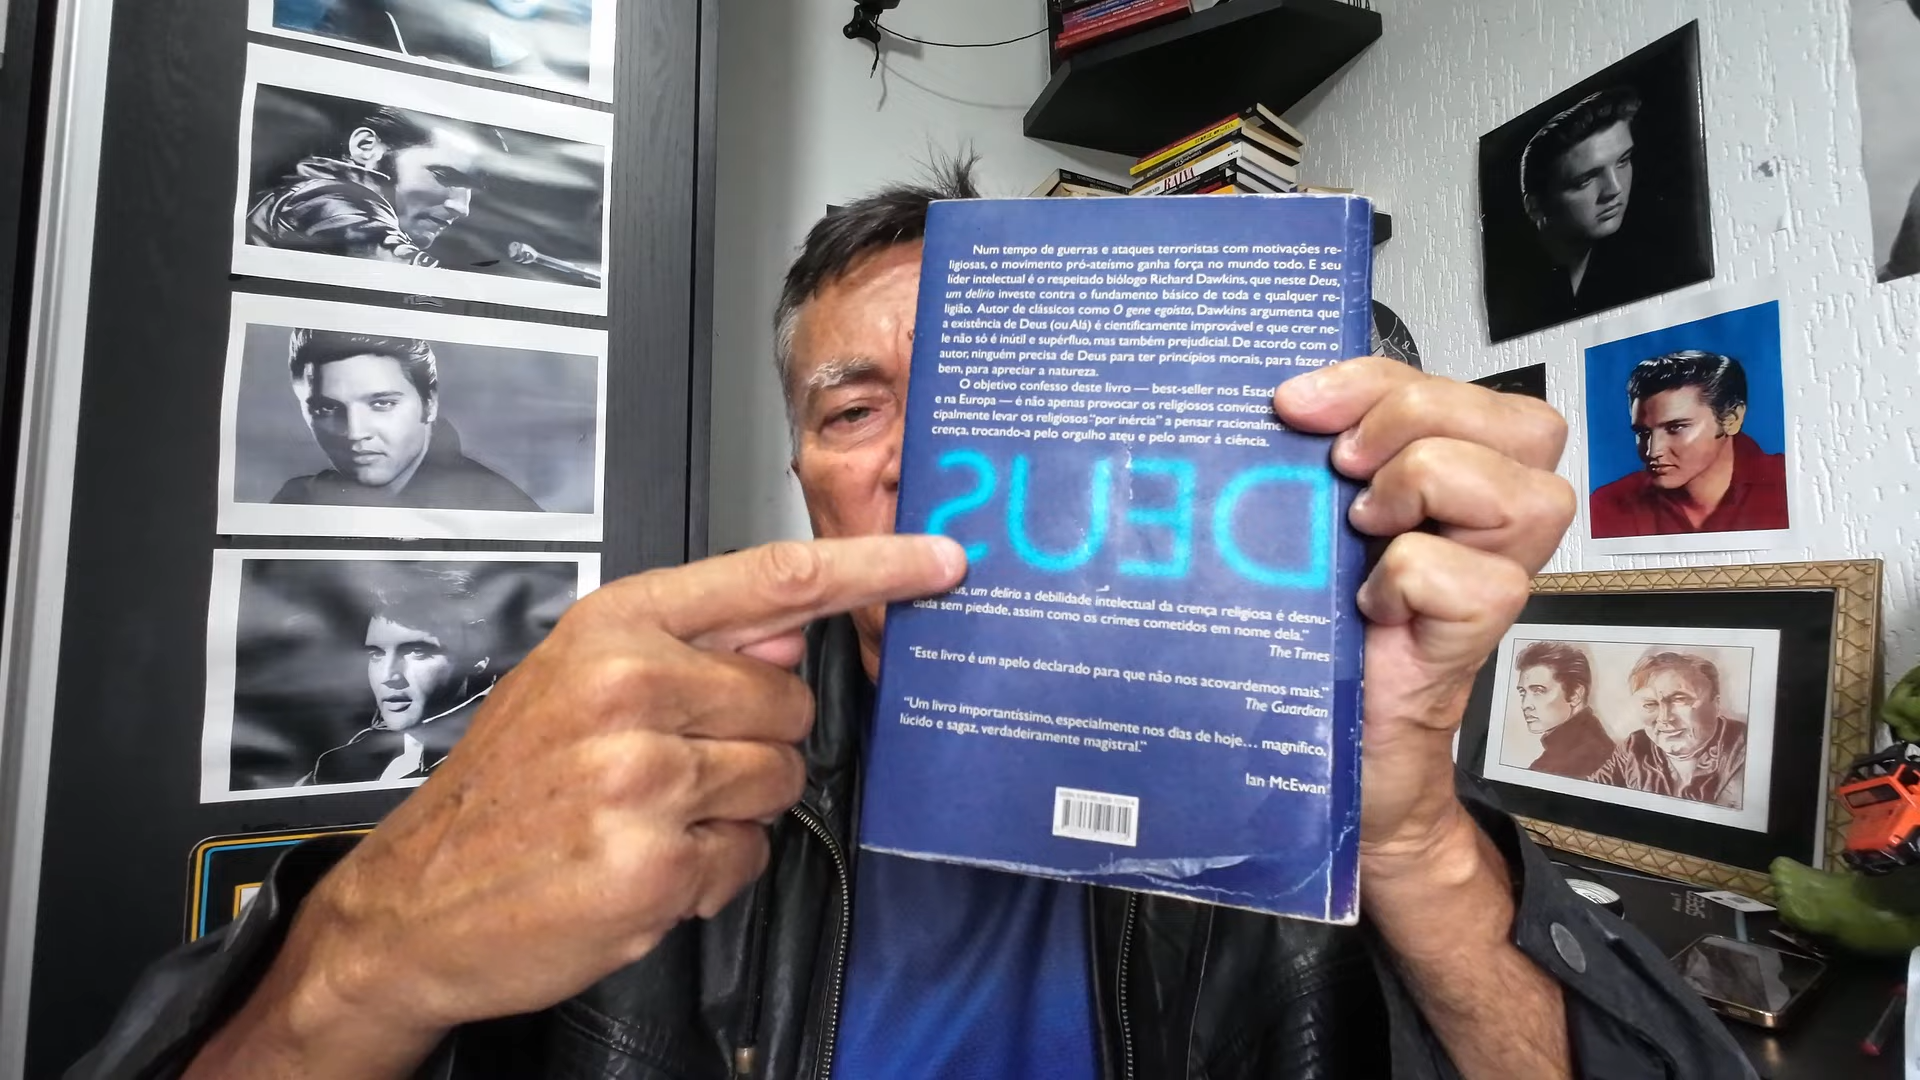 Num tempo de guerras e ataques terroristas com motivações re-
ligiosas, o movimento pró-ateísmo ganha força no mundo todo. E seu
líder intelectual é o respeitado biólogo Richard Dawkins, que neste Deus,
um delírio investe contra o fundamento básico de toda e qualquer re-
ligião. Autor de clássicos como O gene egoísta, Dawkins argumenta que
a existência de Deus (ou Alá) é cientificamente improvável e que crer ne-
le não só é inútil e supérfluo, mas também prejudicial. De acordo com o
autor, ninguém precisa de Deus para ter princípios morais, para fazer o
bem, para apreciar a natureza.
O objetivo confesso deste livro — best-seller nos Estad
e na Europa — é não apenas provocar os religiosos convictos
cipalmente levar os religiosos "por inércia" a pensar racionalme
crença, trocando-a pelo orgulho ateu e pelo amor à ciência.
DEUS
us, um delírio a debilidade intelectual da crença religiosa é desnu-
dada sem piedade, assim como os crimes cometidos em nome dela."
The Times
"Este livro é um apelo declarado para que não nos acovardemos mais."
The Guardian
"Um livro importantíssimo, especialmente nos dias de hoje… magnífico,
lúcido e sagaz, verdadeiramente magistral."
Ian McEwan